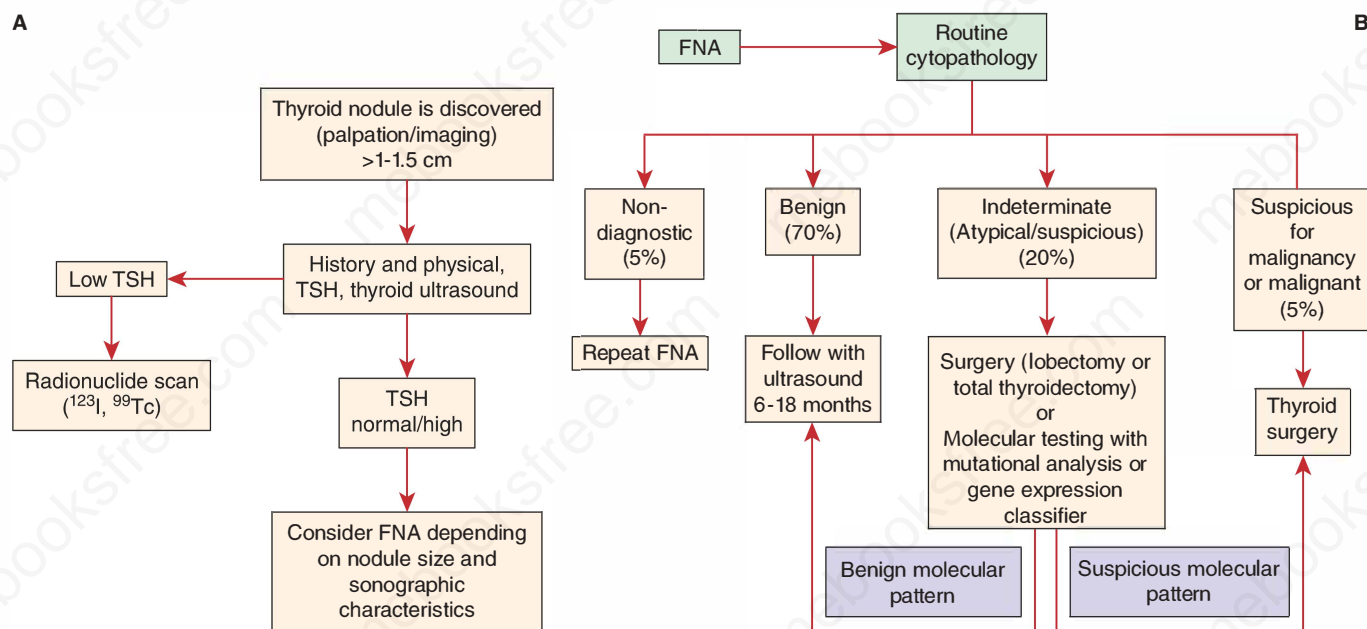 A
Thyroid nodule is discovered
(palpation/imaging)
>1-1.5 cm
History and physical,
TSH, thyroid ultrasound
Low TSH
Radionuclide scan
(¹²³I, ⁹⁹Tc)
TSH
normal/high
Consider FNA depending
on nodule size and
sonographic
characteristics
B
FNA
Routine
cytopathology
Non-
diagnostic
(5%)
Repeat FNA
Benign
(70%)
Follow with
ultrasound
6-18 months
Indeterminate
(Atypical/suspicious)
(20%)
Surgery (lobectomy or
total thyroidectomy)
or
Molecular testing with
mutational analysis or
gene expression
classifier
Suspicious
for
malignancy
or malignant
(5%)
Thyroid
surgery
Benign molecular
pattern
Suspicious molecular
pattern
mebooksfree.com